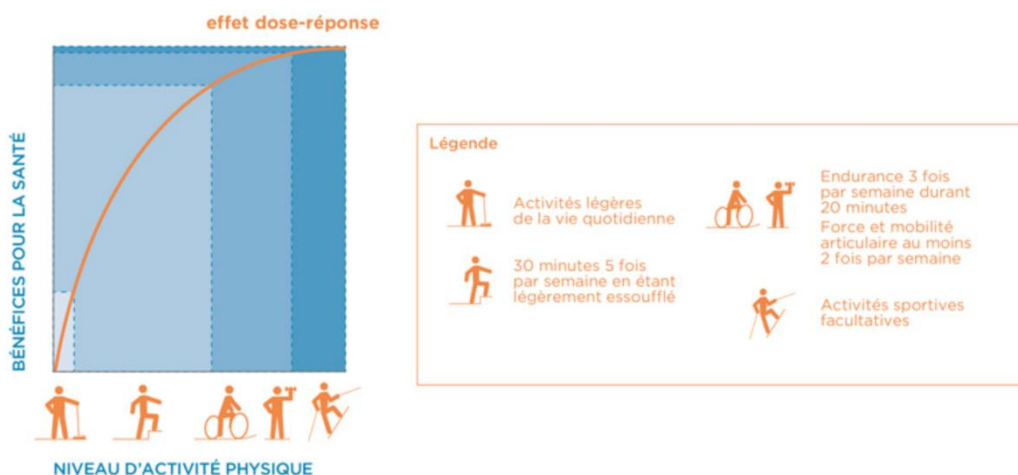 effet dose-réponse
BÉNÉFICES POUR LA SANTÉ
NIVEAU D'ACTIVITÉ PHYSIQUE
Légende
Activités légères
de la vie quotidienne
30 minutes 5 fois
par semaine en étant
légèrement essoufflé
Endurance 3 fois
par semaine durant
20 minutes
Force et mobilité
articulaire au moins
2 fois par semaine
Activités sportives
facultatives